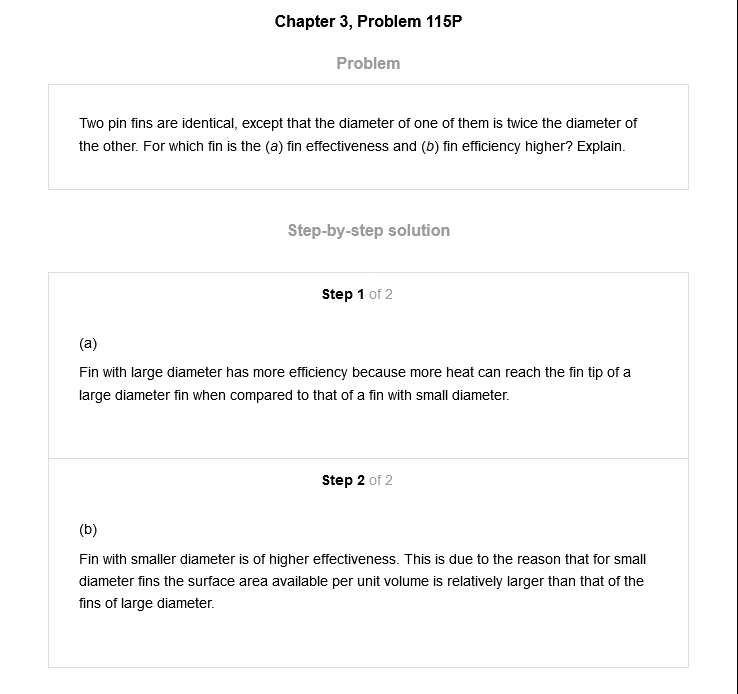 Chapter 3, Problem 115P
Problem
Two pin fins are identical, except that the diameter of one of them is twice the diameter of
the other. For which fin is the (a) fin effectiveness and (b) fin efficiency higher? Explain.
Step-by-step solution
Step 1 of 2
(a)
Fin with large diameter has more efficiency because more heat can reach the fin tip of a
large diameter fin when compared to that of a fin with small diameter.
Step 2 of 2
(b)
Fin with smaller diameter is of higher effectiveness. This is due to the reason that for small
diameter fins the surface area available per unit volume is relatively larger than that of the
fins of large diameter.